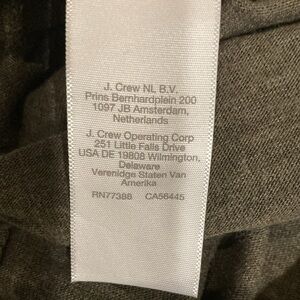 J. Crew NL B.V.
Prins Bernhardplein 200
1097 JB Amsterdam,
Netherlands
J. Crew Operating Corp
251 Little Falls Drive
USA DE 19808 Wilmington,
Delaware
Verenidge Staten Van
Amerika
RN77388 CA56445